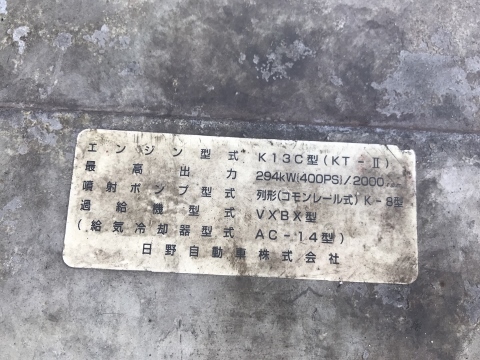 エンジン型式 K13C型(KT-Ⅱ)
最高出力 294kW(400PS)/2000
噴射ポンプ型式 列形(コモンレール式) K-8型
過給機型式 VXBX型
(給気冷却器型式 AC-14型)
日野自動車株式会社